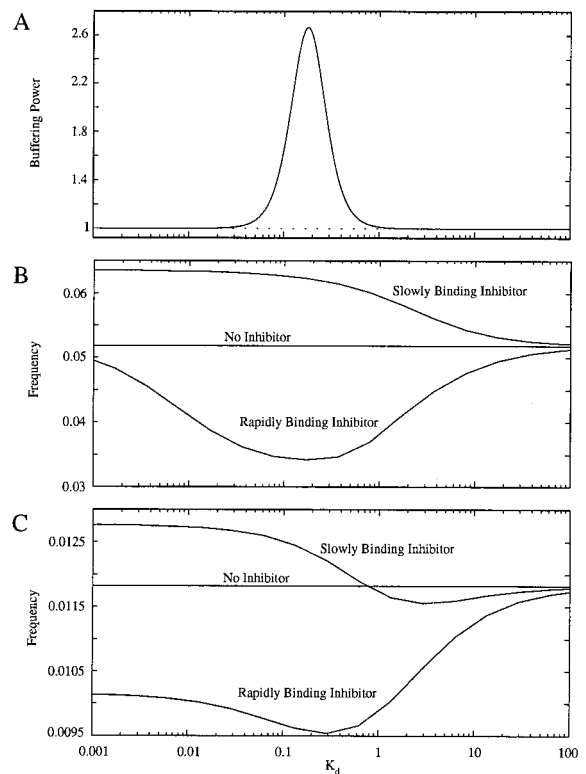 A
2.6
2.2
1.8
1.4
1
Buffering Power
B
0.06
0.05
0.04
0.03
Frequency
Slowly Binding Inhibitor
No Inhibitor
Rapidly Binding Inhibitor
C
0.0125
0.0115
0.0105
0.0095
Frequency
Slowly Binding Inhibitor
No Inhibitor
Rapidly Binding Inhibitor
0.001 0.01 0.1 1 10 100
K_d